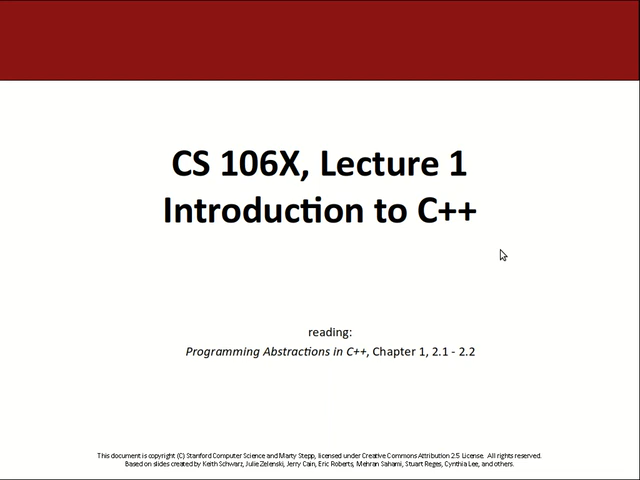 CS 106X, Lecture 1
Introduction to C++
reading:
Programming Abstractions in C++, Chapter 1, 2.1 - 2.2
This document is copyright (C) Stanford Computer Science and Marty Stepp, licensed under Creative Commons Attribution 2.5 License.  All rights reserved.
Based on slides created by Keith Schwarz, Julie Zelenski, Jerry Cain, Eric Roberts, Mehran Sahami, Stuart Reges, Cynthia Lee, and others.